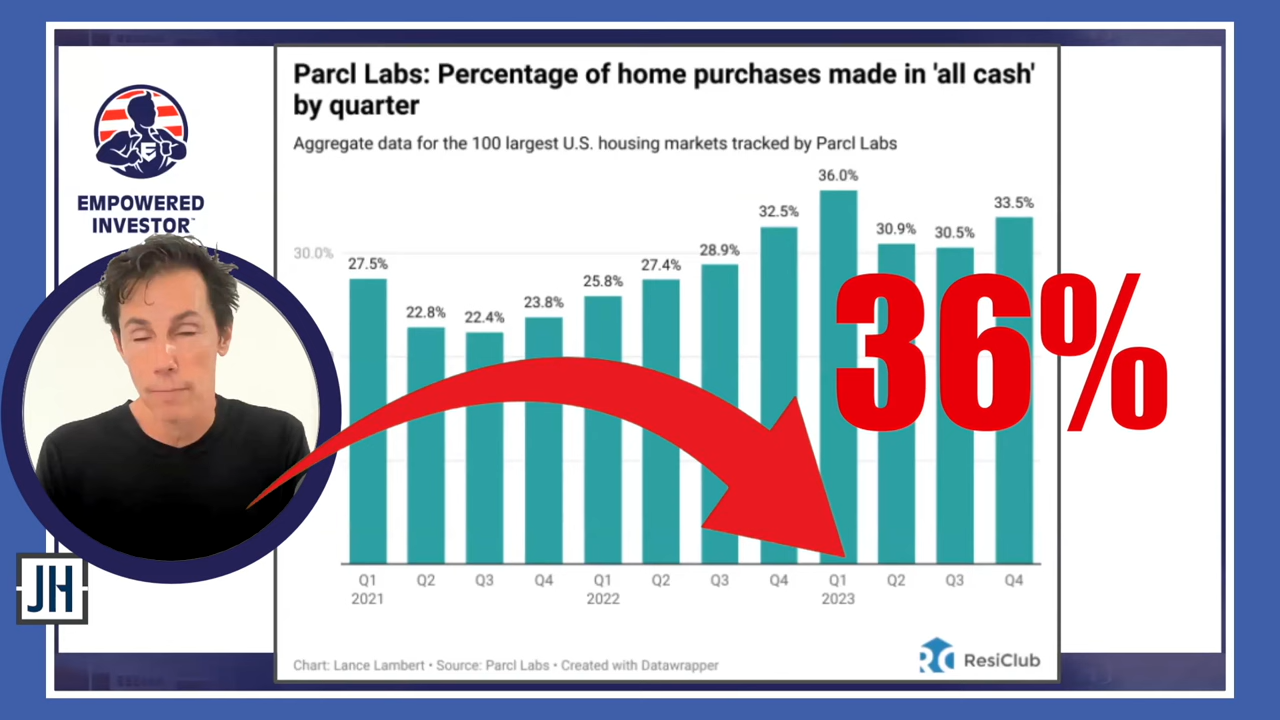 Parcl Labs: Percentage of home purchases made in 'all cash'
by quarter
Aggregate data for the 100 largest U.S. housing markets tracked by Parcl Labs
EMPOWERED
INVESTOR™
30.0%
27.5%
22.8%
22.4%
23.8%
25.8%
27.4%
28.9%
32.5%
36.0%
30.9%
30.5%
33.5%
36%
Q1 Q2 Q3 Q4 Q1 Q2 Q3 Q4 Q1 Q2 Q3 Q4
2021 2022 2023
JH
Chart: Lance Lambert • Source: Parcl Labs • Created with Datawrapper
RC ResiClub